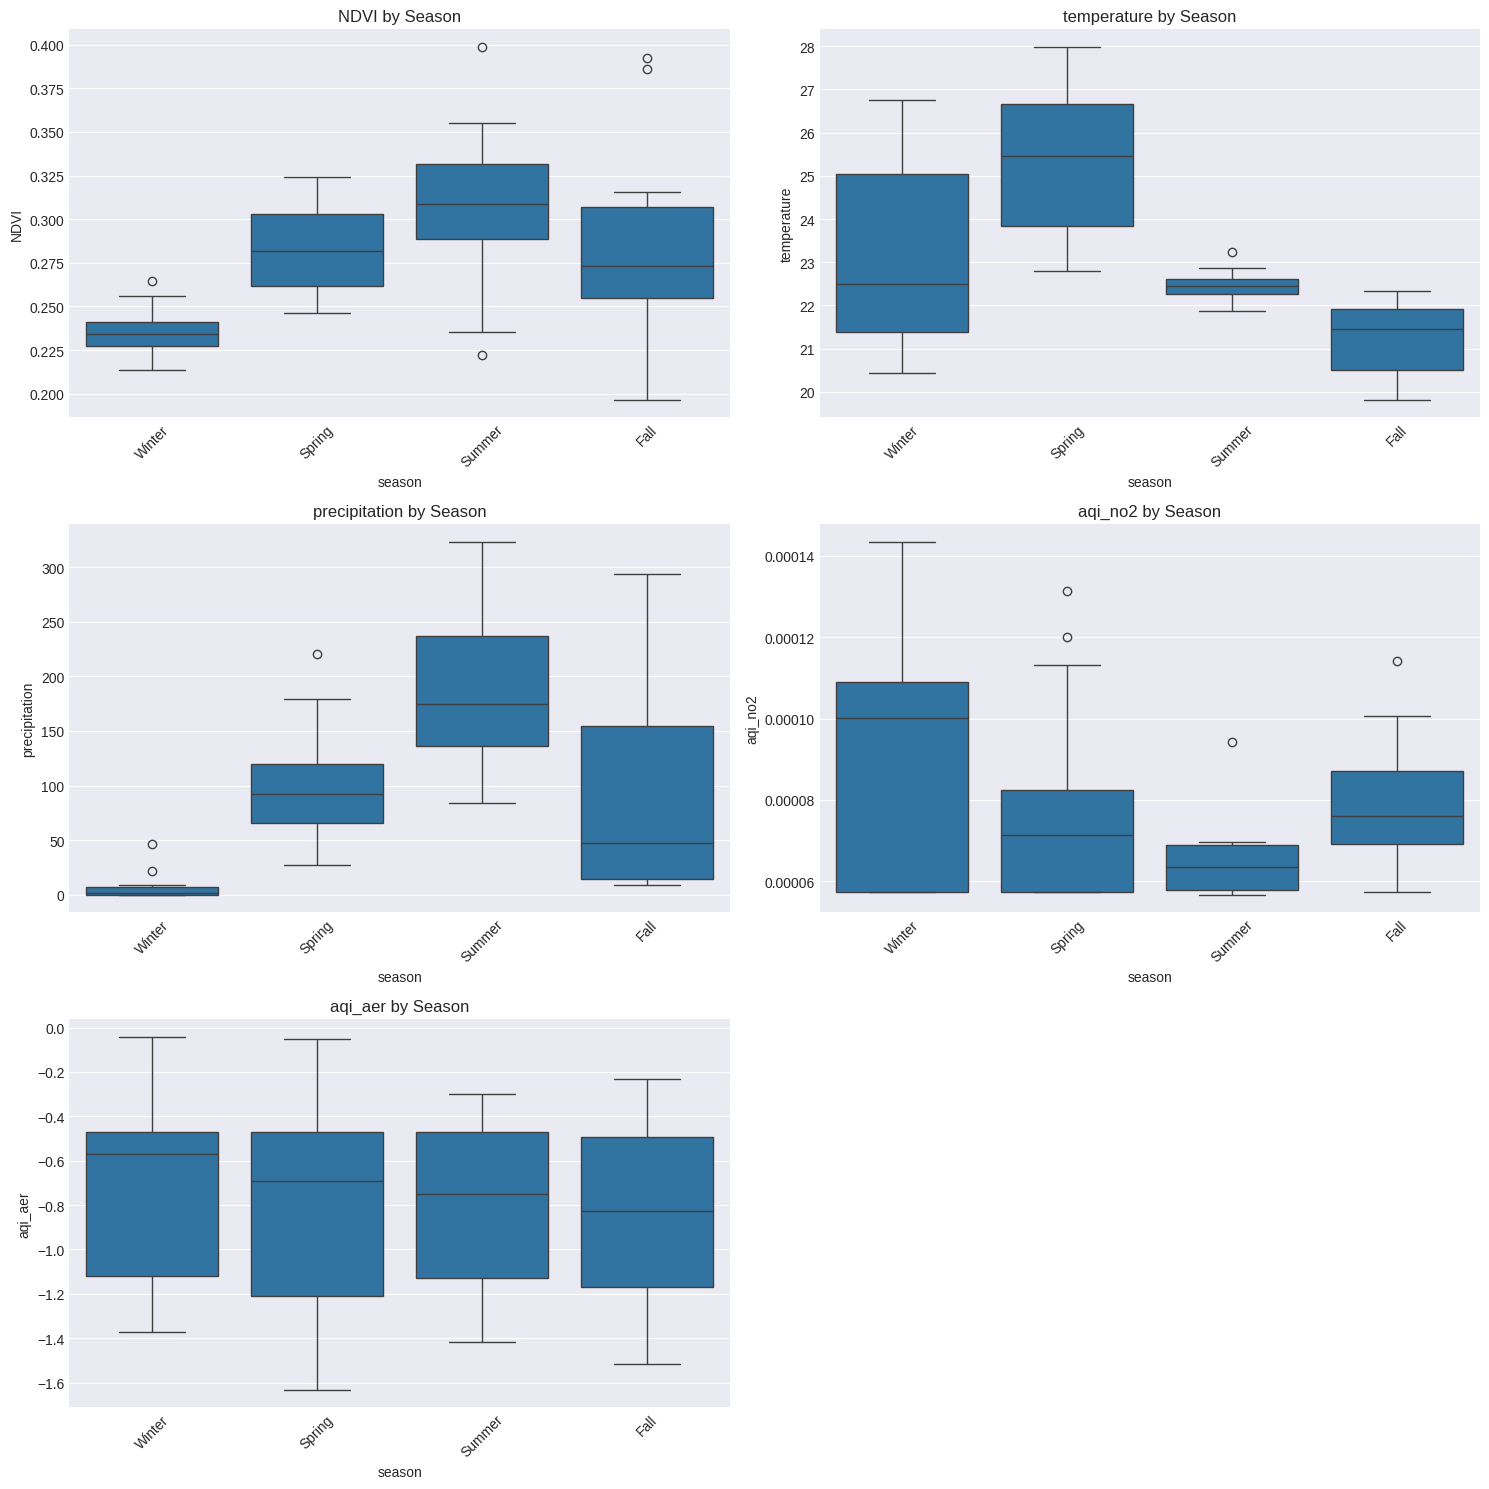 NDVI by Season
NDVI
0.400
0.375
0.350
0.325
0.300
0.275
0.250
0.225
0.200
Winter
Spring
Summer
Fall
season
temperature by Season
temperature
28
27
26
25
24
23
22
21
20
Winter
Spring
Summer
Fall
season
precipitation by Season
precipitation
300
250
200
150
100
50
0
Winter
Spring
Summer
Fall
season
aqi_no2 by Season
aqi_no2
0.00014
0.00012
0.00010
0.00008
0.00006
Winter
Spring
Summer
Fall
season
aqi_aer by Season
aqi_aer
0.0
−0.2
−0.4
−0.6
−0.8
−1.0
−1.2
−1.4
−1.6
Winter
Spring
Summer
Fall
season